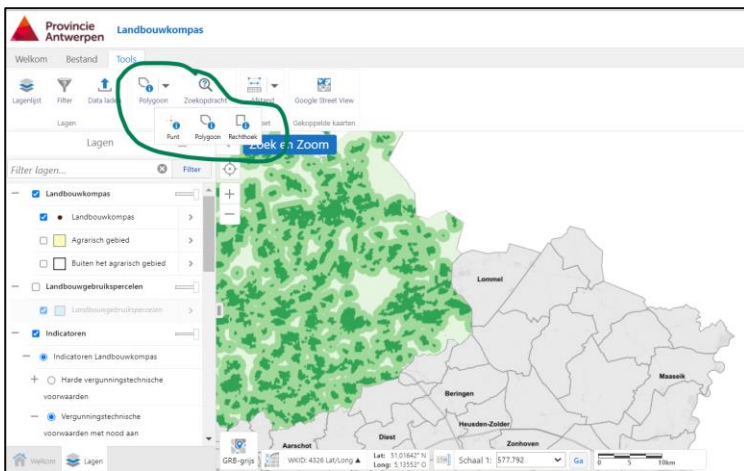 Provincie
Antwerpen
Landbouwkompas
Welkom Bestand Tools
Lagenlijst Filter Data laden Polygoon Zoekopdracht Afstand Google Street View
Lagen Gekoppelde kaarten
Punt Polygoon Rechthoek
Lagen
Zoek en Zoom
Filter lagen... Filter
Landbouwkompas
Landbouwkompas
Agrarisch gebied
Buiten het agrarisch gebied
Landbouwgebruikspercelen
Landbouwgebruikspercelen
Indicatoren
Indicatoren Landbouwkompas
Harde vergunningstechnische
voorwaarden
Vergunningstechnische
voorwaarden met nood aan
Lommel
Maaseik
Beringen
Heusden-Zolder
Diest
Zonhoven
Aarschot
Welkom Lagen
GRB-grijs
WKID: 4326 Lat/Long
Lat: 51,01642° N
Long: 5,13552° O
Schaal 1: 577.792 Ga
0 5 10km